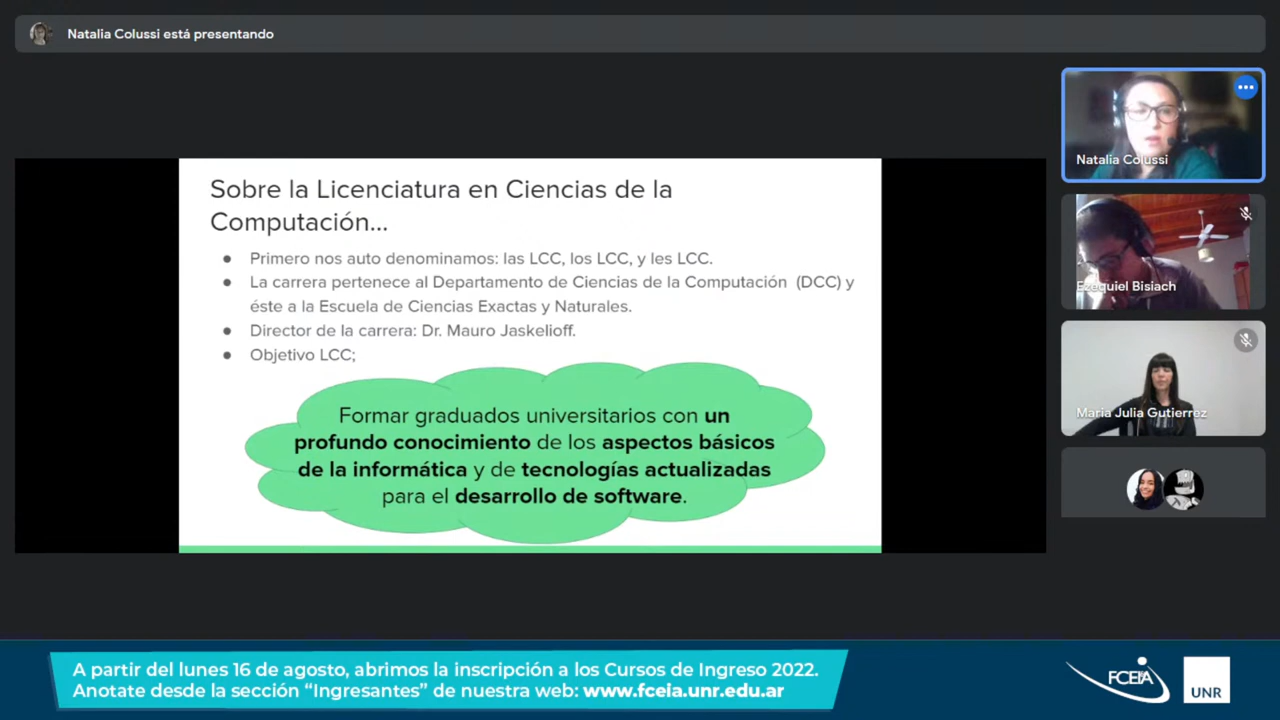 Natalia Colussi está presentando
Sobre la Licenciatura en Ciencias de la
Computación...
● Primero nos auto denominamos: las LCC, los LCC, y les LCC.
● La carrera pertenece al Departamento de Ciencias de la Computación (DCC) y
éste a la Escuela de Ciencias Exactas y Naturales.
● Director de la carrera: Dr. Mauro Jaskelioff.
● Objetivo LCC;
Formar graduados universitarios con un
profundo conocimiento de los aspectos básicos
de la informática y de tecnologías actualizadas
para el desarrollo de software.
Natalia Colussi
Ezequiel Bisiach
Maria Julia Gutierrez
A partir del lunes 16 de agosto, abrimos la inscripción a los Cursos de Ingreso 2022.
Anotate desde la sección “Ingresantes” de nuestra web: www.fceia.unr.edu.ar
FCEIA
UNR